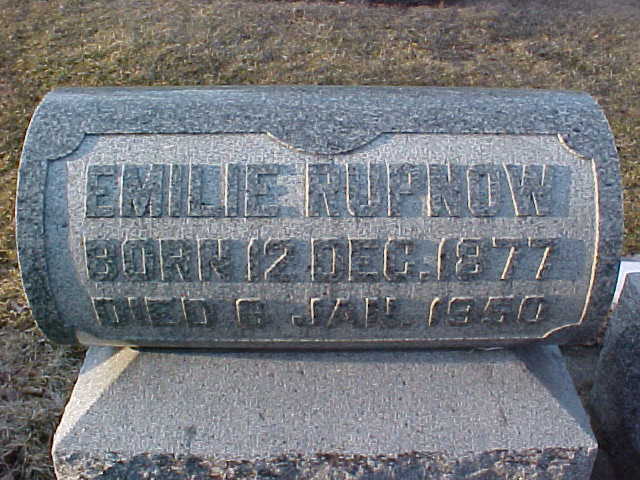 EMILIE RUPNOW
BORN 12 DEC. 1877
DIED 6 JAN. 1950